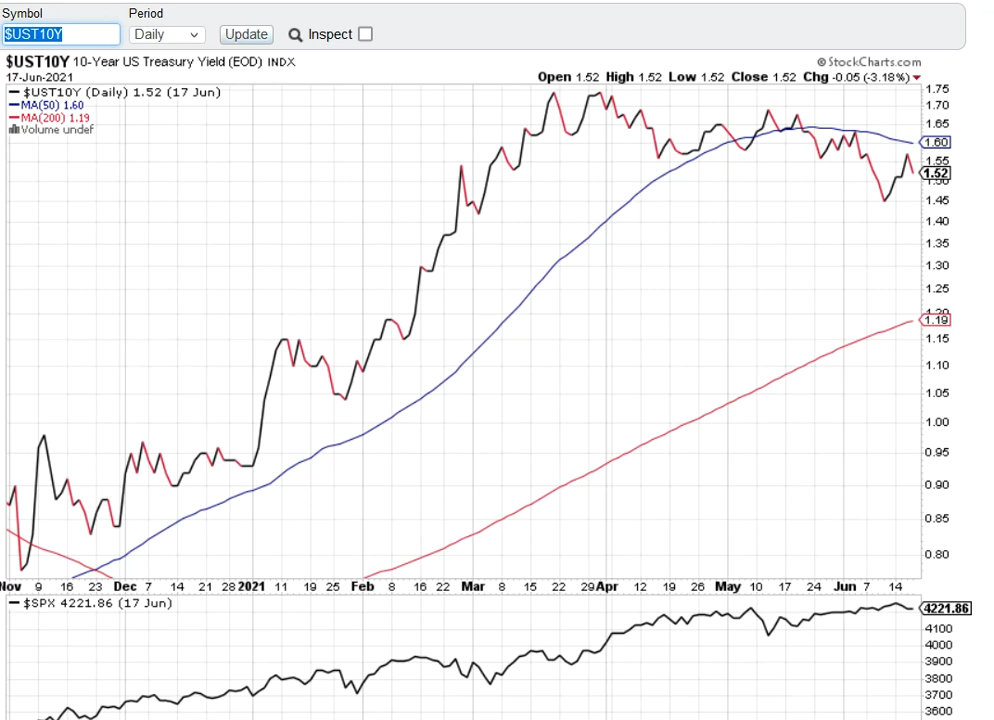 Symbol Period
$UST10Y Daily Update Inspect
$UST10Y 10-Year US Treasury Yield (EOD) INDX
© StockCharts.com
17-Jun-2021
Open 1.52 High 1.52 Low 1.52 Close 1.52 Chg -0.05 (-3.18%)
$UST10Y (Daily) 1.52 (17 Jun)
MA(50) 1.60
MA(200) 1.19
Volume undef
1.75
1.70
1.65
1.60
1.55
1.52
1.50
1.45
1.40
1.35
1.30
1.25
1.20
1.19
1.15
1.10
1.05
1.00
0.95
0.90
0.85
0.80
Nov 9 16 23 Dec 7 14 21 28 2021 11 19 25 Feb 8 16 22 Mar 8 15 22 29 Apr 12 19 26 May 10 17 24 Jun 7 14
$SPX 4221.86 (17 Jun)
4221.86
4100
4000
3900
3800
3700
3600